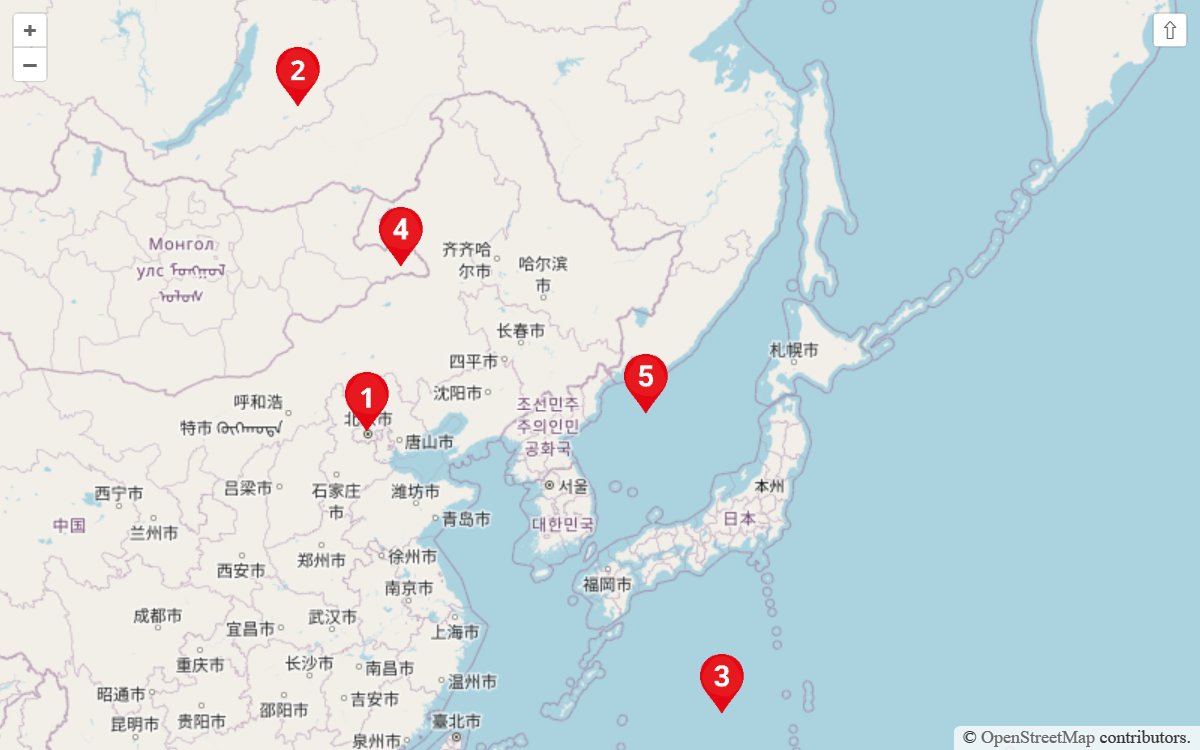 +
−
⇧
2
4
1
5
3
Монгол
улс ᠮᠣᠩᠭᠣᠯ
ᠤᠯᠤᠰ
齐齐哈
尔市
哈尔滨
市
长春市
四平市
沈阳市
札幌市
呼和浩
特市
北京市
唐山市
조선민주
주의인민
공화국
서울
대한민국
本州
日本
福岡市
西宁市
吕梁市
石家庄
市
潍坊市
中国
兰州市
青岛市
西安市
郑州市
徐州市
南京市
成都市
宜昌市
武汉市
上海市
重庆市
长沙市
南昌市
温州市
昭通市
昆明市
贵阳市
邵阳市
吉安市
臺北市
泉州市
© OpenStreetMap contributors.